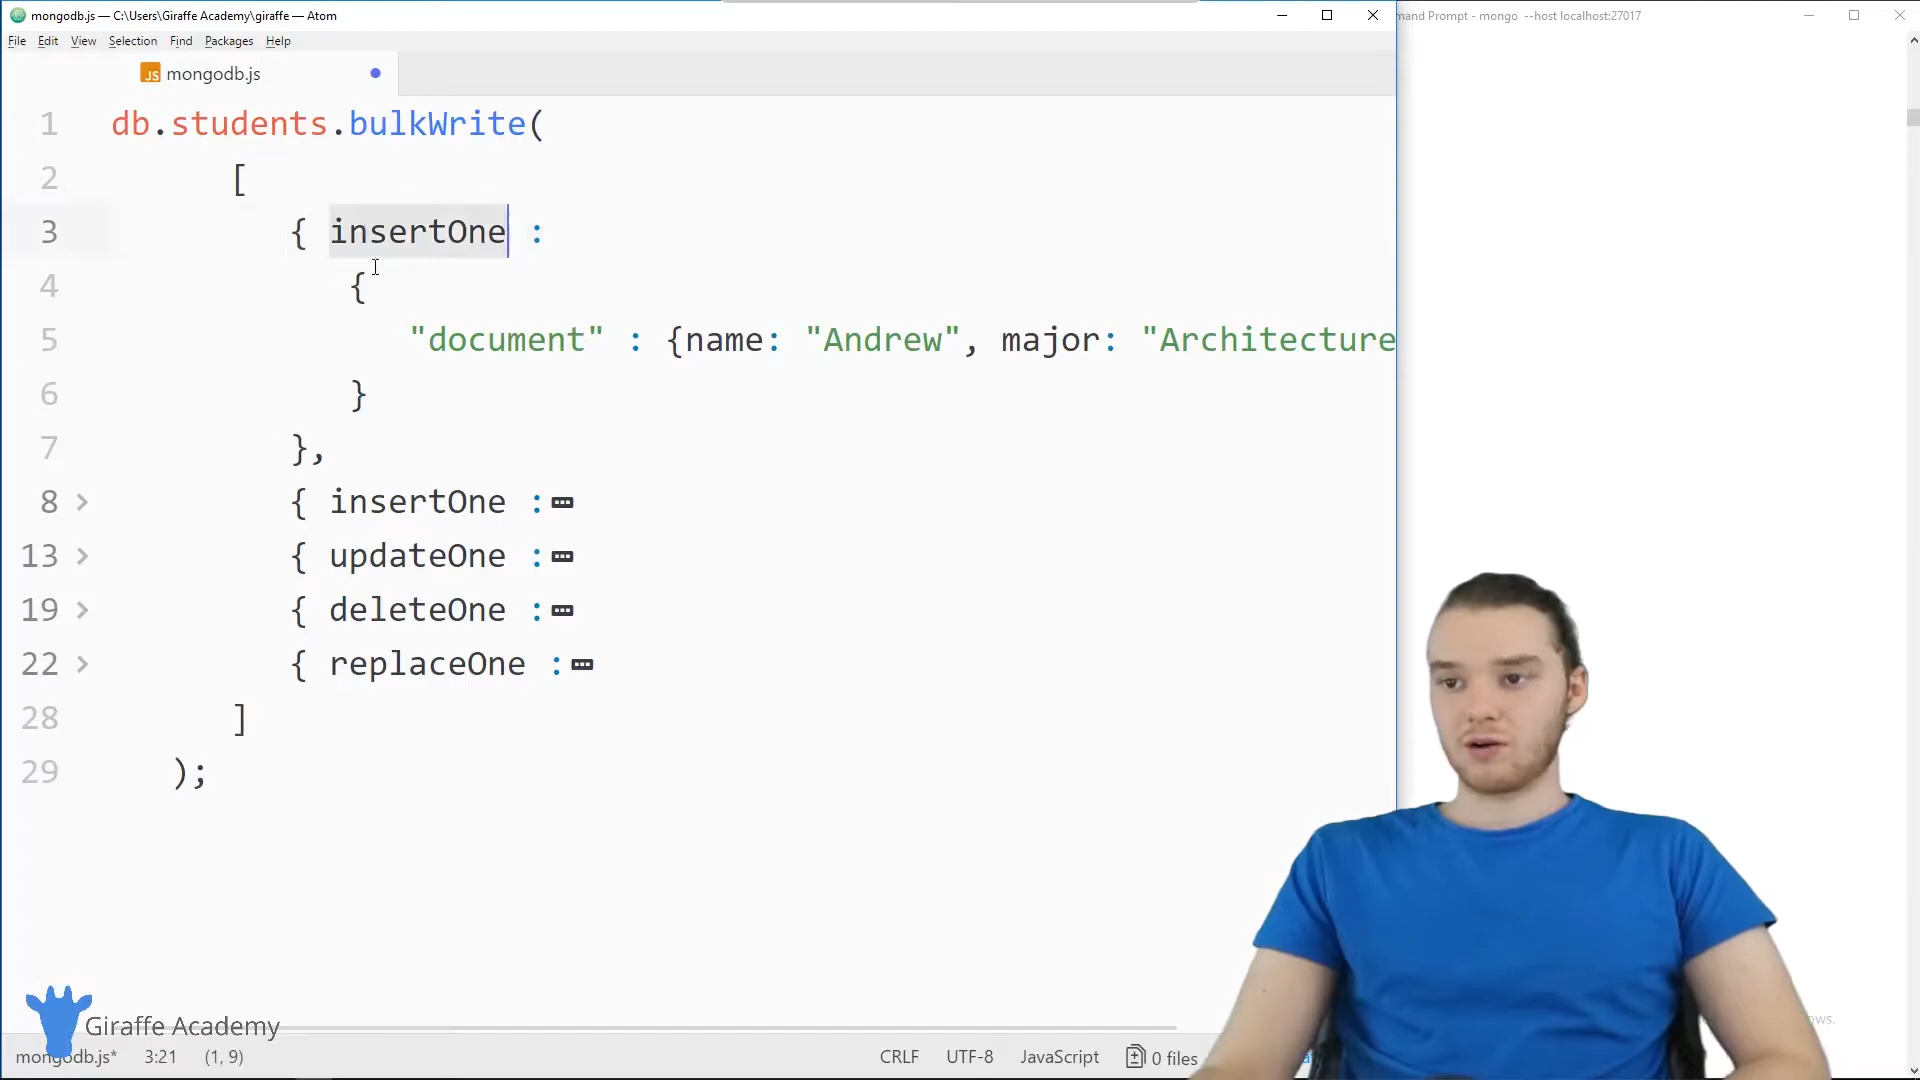 mongodb.js — C:\Users\Giraffe Academy\giraffe — Atom
mand Prompt - mongo --host localhost:27017
File Edit View Selection Find Packages Help
JS mongodb.js
1 db.students.bulkWrite(
2 [
3 { insertOne :
4 {
5 "document" : {name: "Andrew", major: "Architecture
6 }
7 },
8 { insertOne :
13 { updateOne :
19 { deleteOne :
22 { replaceOne :
28 ]
29 );
Giraffe Academy
mongodb.js* 3:21 (1, 9) CRLF UTF-8 JavaScript 0 files
ows.